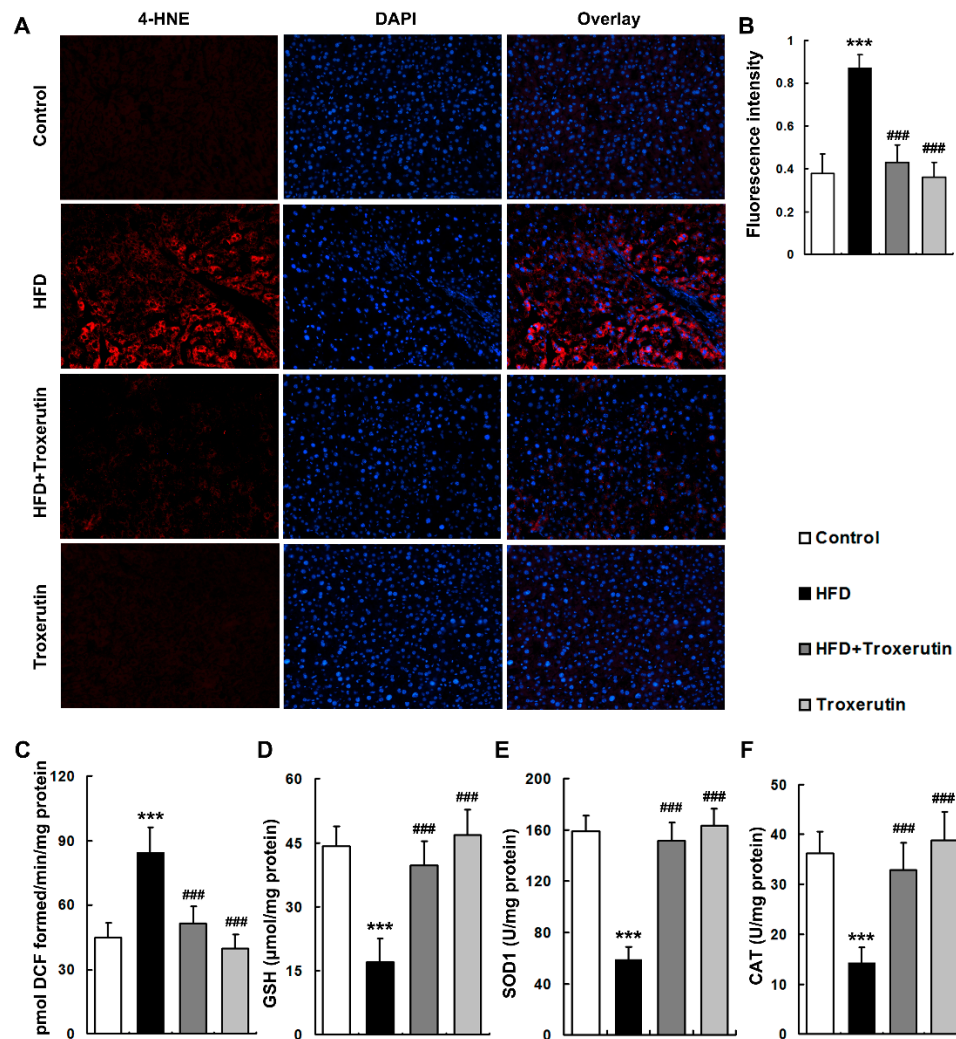 A
4-HNE
DAPI
Overlay
Control
HFD
HFD+Troxerutin
Troxerutin
B
Fluorescence intensity
1
0.8
0.6
0.4
0.2
0
***
###
###
Control
HFD
HFD+Troxerutin
Troxerutin
C
pmol DCF formed/min/mg protein
120
90
60
30
0
***
###
###
D
GSH (μmol/mg protein)
60
45
30
15
0
***
###
###
E
SOD1 (U/mg protein)
200
160
120
80
40
0
***
###
###
F
CAT (U/mg protein)
50
40
30
20
10
0
***
###
###